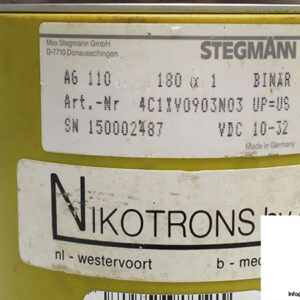 Max Stegmann GmbH
D-7710 Donaueschingen
STEGMANN
AG 110 180 x 1 BINAR
Art.-Nr 4C1IV0903N03 UP=US
SN 150002487 VDC 10-32
Made in Germany
NIKOTRONS
nl - westervoort b - mec